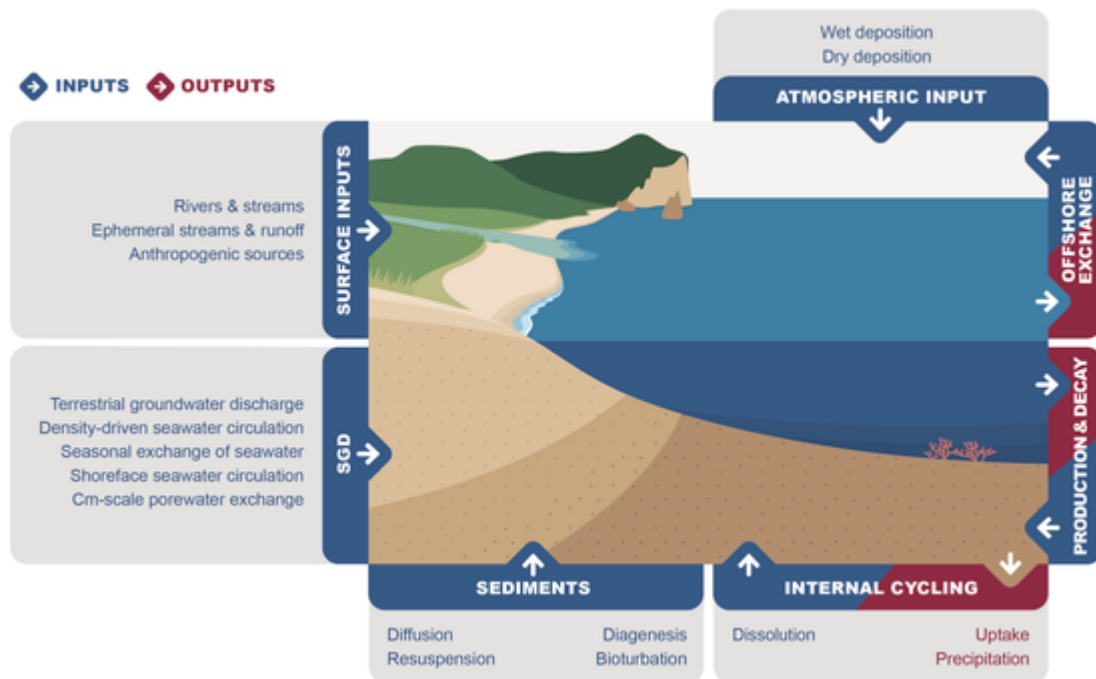 Wet deposition
Dry deposition
ATMOSPHERIC INPUT
INPUTS OUTPUTS
Rivers & streams
Ephemeral streams & runoff
Anthropogenic sources
SURFACE INPUTS
OFFSHORE
EXCHANGE
Terrestrial groundwater discharge
Density-driven seawater circulation
Seasonal exchange of seawater
Shoreface seawater circulation
Cm-scale porewater exchange
SGD
PRODUCTION & DECAY
SEDIMENTS
Diffusion Diagenesis
Resuspension Bioturbation
INTERNAL CYCLING
Dissolution Uptake
Precipitation